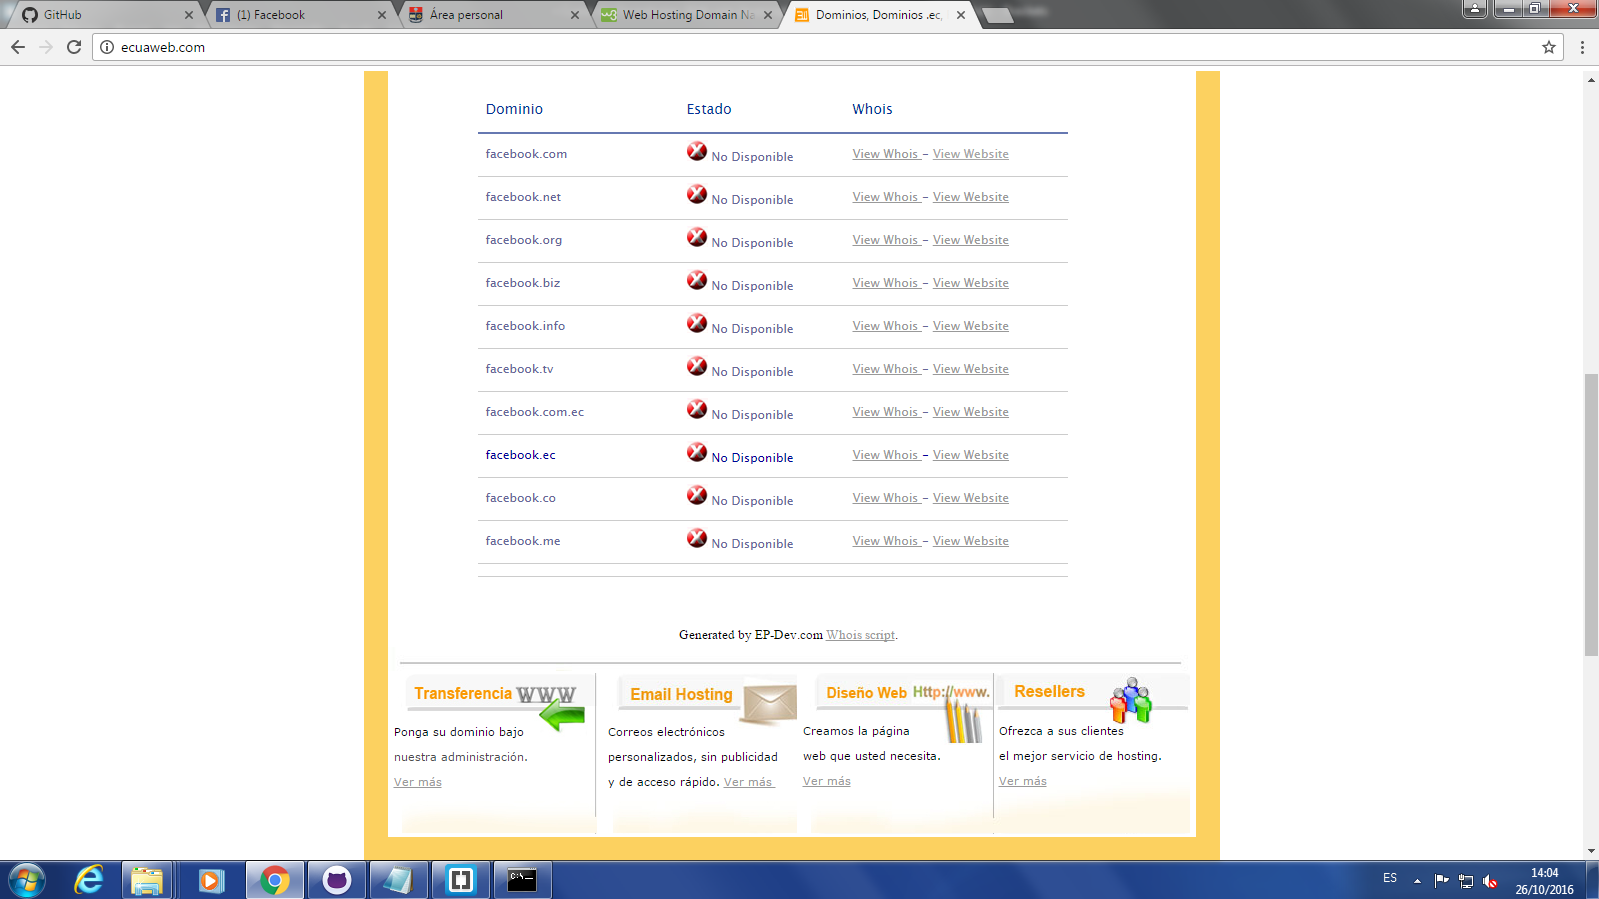 GitHub
(1) Facebook
Área personal
Web Hosting Domain Na
Dominios, Dominios .ec,
ecuaweb.com
Dominio Estado Whois
facebook.com No Disponible View Whois - View Website
facebook.net No Disponible View Whois - View Website
facebook.org No Disponible View Whois - View Website
facebook.biz No Disponible View Whois - View Website
facebook.info No Disponible View Whois - View Website
facebook.tv No Disponible View Whois - View Website
facebook.com.ec No Disponible View Whois - View Website
facebook.ec No Disponible View Whois - View Website
facebook.co No Disponible View Whois - View Website
facebook.me No Disponible View Whois - View Website
Generated by EP-Dev.com Whois script.
Transferencia WWW
Ponga su dominio bajo
nuestra administración.
Ver más
Email Hosting
Correos electrónicos
personalizados, sin publicidad
y de acceso rápido. Ver más
Diseño Web Http://www.
Creamos la página
web que usted necesita.
Ver más
Resellers
Ofrezca a sus clientes
el mejor servicio de hosting.
Ver más
ES
14:04
26/10/2016